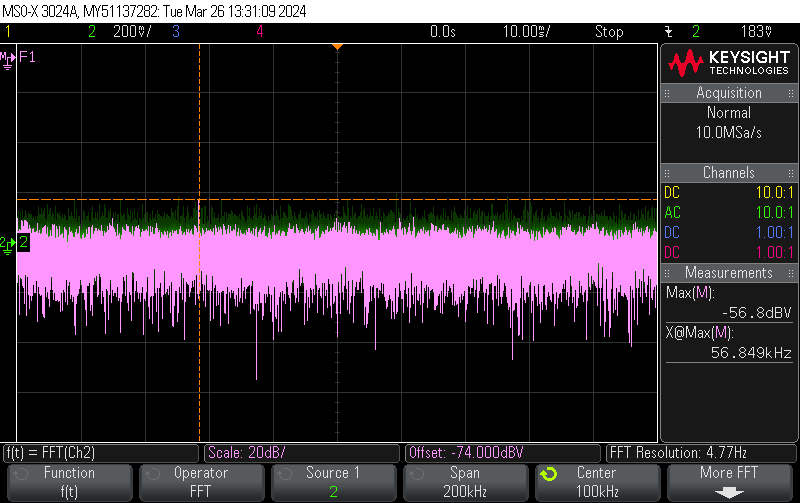 MSO-X 3024A, MY51137282: Tue Mar 26 13:31:09 2024
1 2 200mV/ 3 4 0.0s 10.00s/ Stop 2 183mV
M F1
KEYSIGHT
TECHNOLOGIES
Acquisition
Normal
10.0MSa/s
Channels
DC 10.0:1
AC 10.0:1
DC 1.00:1
DC 1.00:1
2 2
Measurements
Max(M):
-56.8dBV
X@Max(M):
56.849kHz
f(t) = FFT(Ch2) Scale: 20dB/ Offset: -74.000dBV FFT Resolution: 4.77Hz
Function Operator Source 1 Span Center More FFT
f(t) FFT 2 200kHz 100kHz